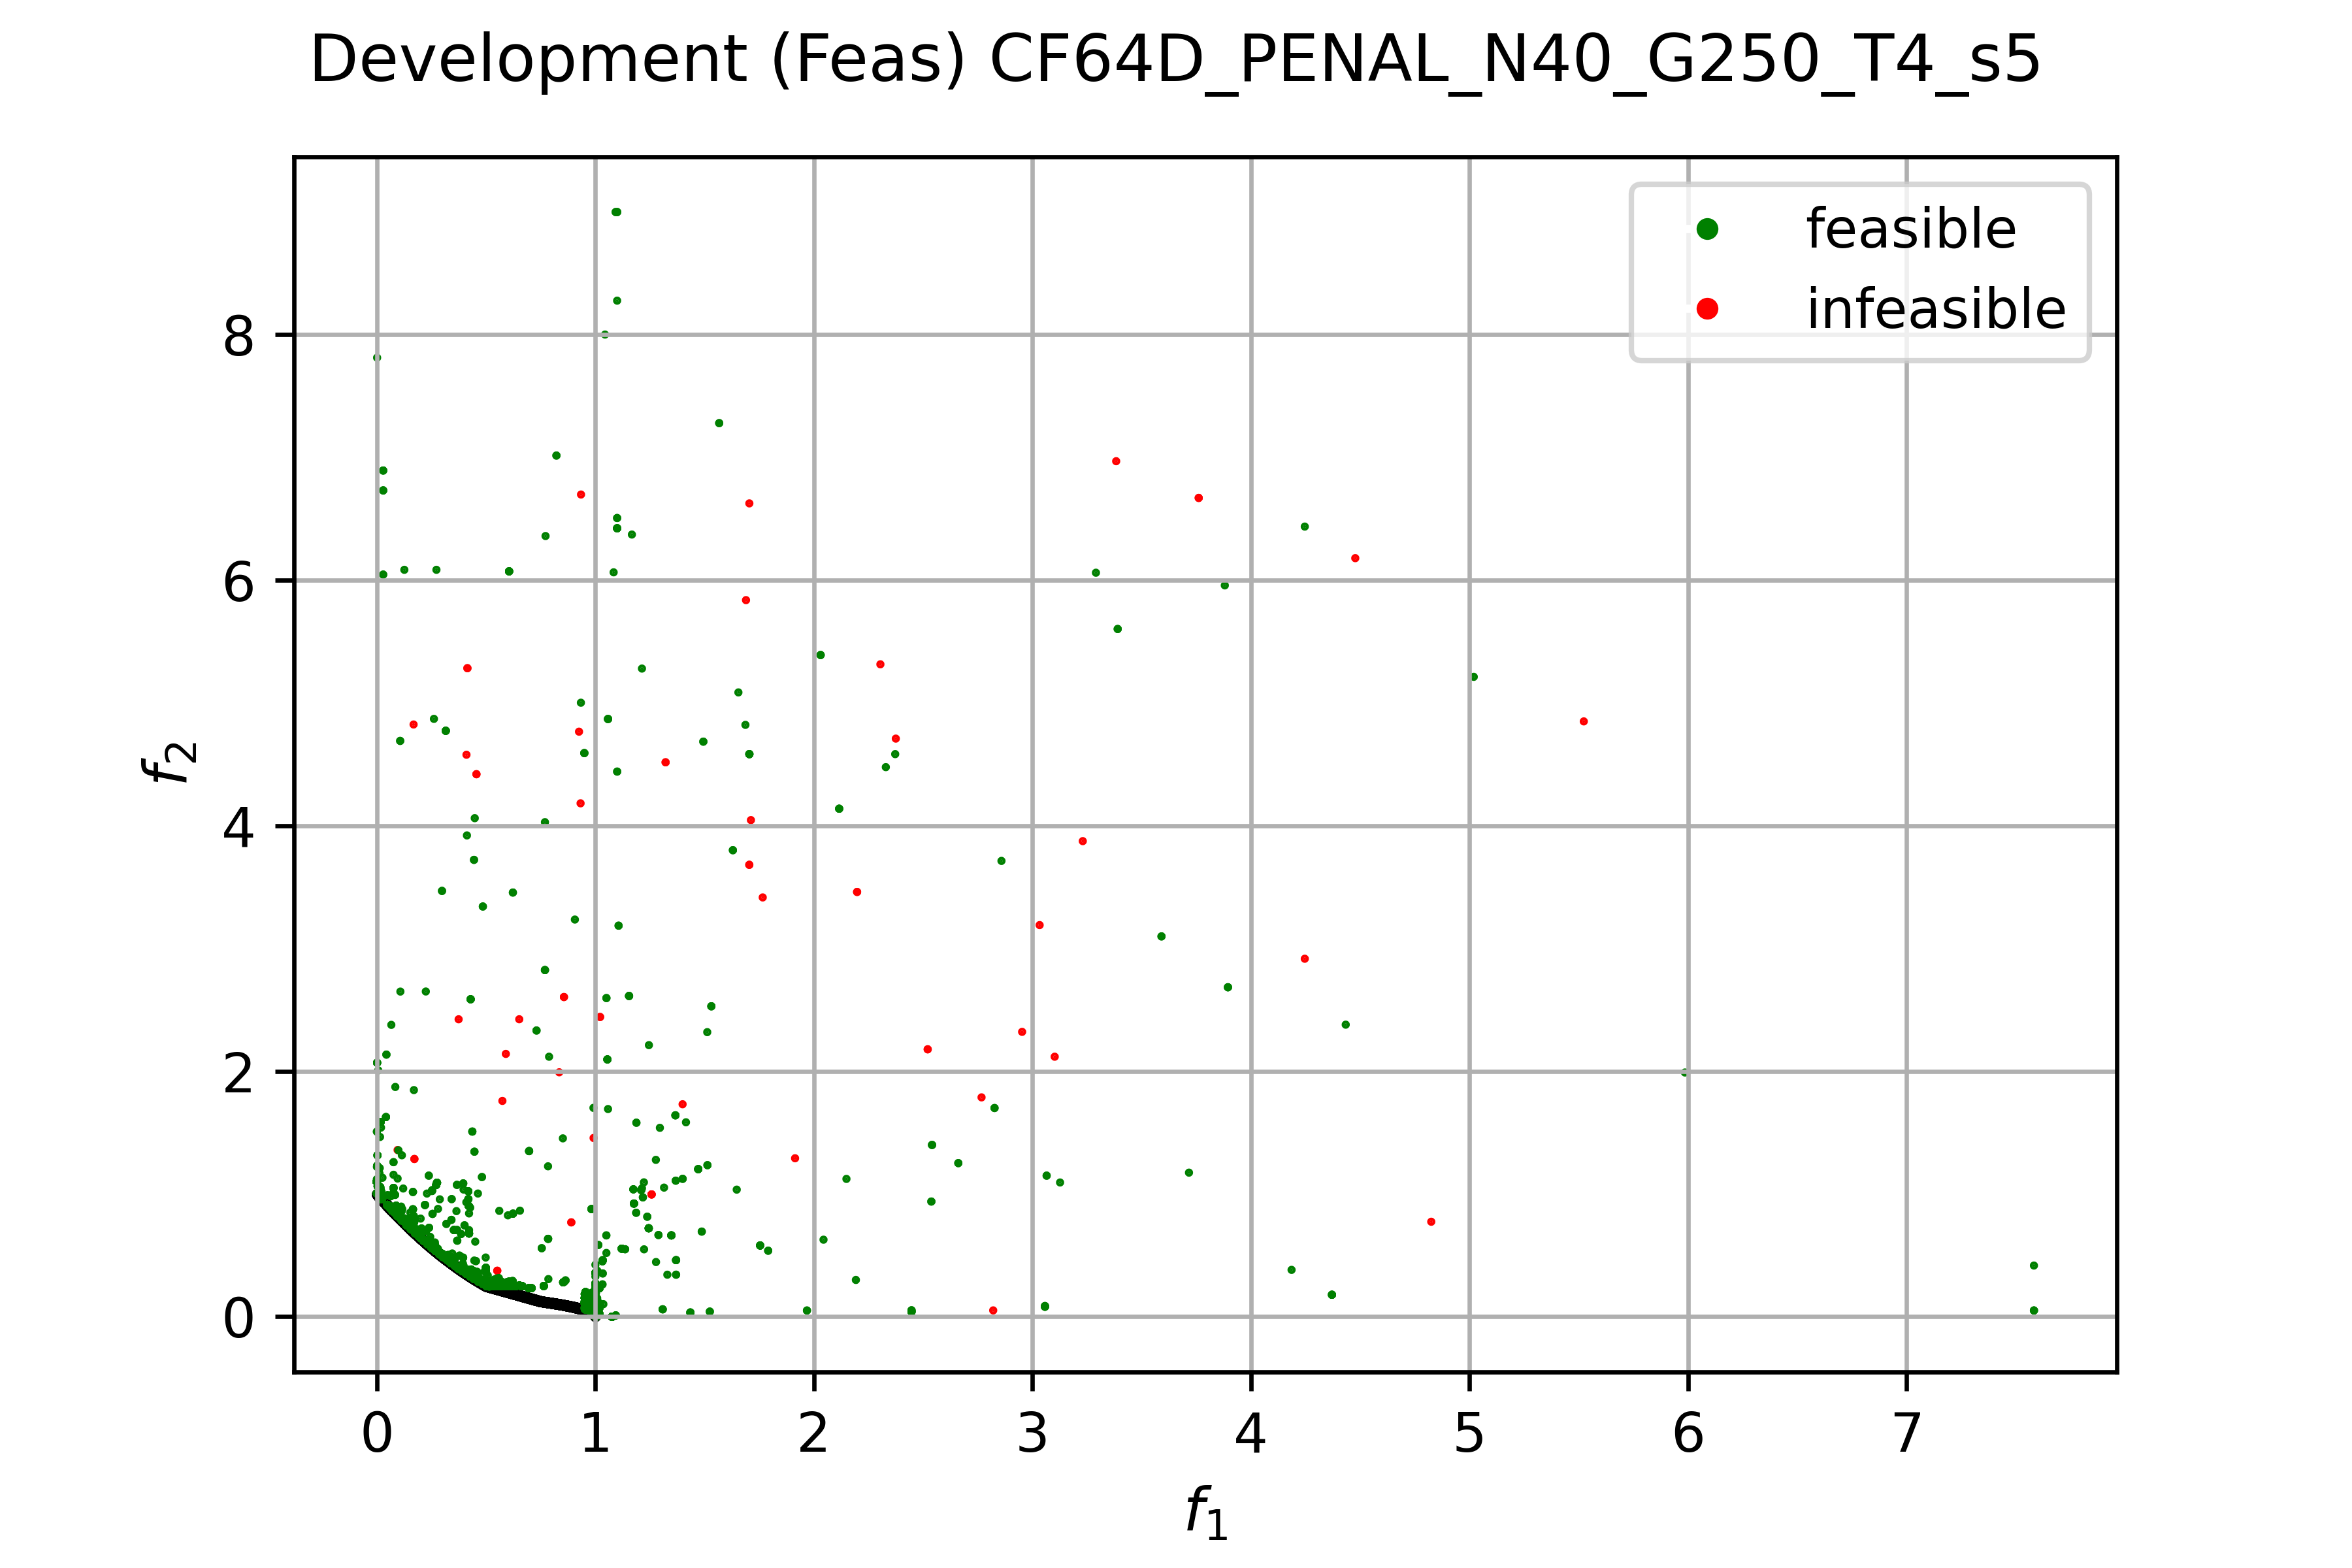 Development (Feas) CF64D_PENAL_N40_G250_T4_s5
feasible
infeasible
8
6
4
2
0
f2
0 1 2 3 4 5 6 7
f1